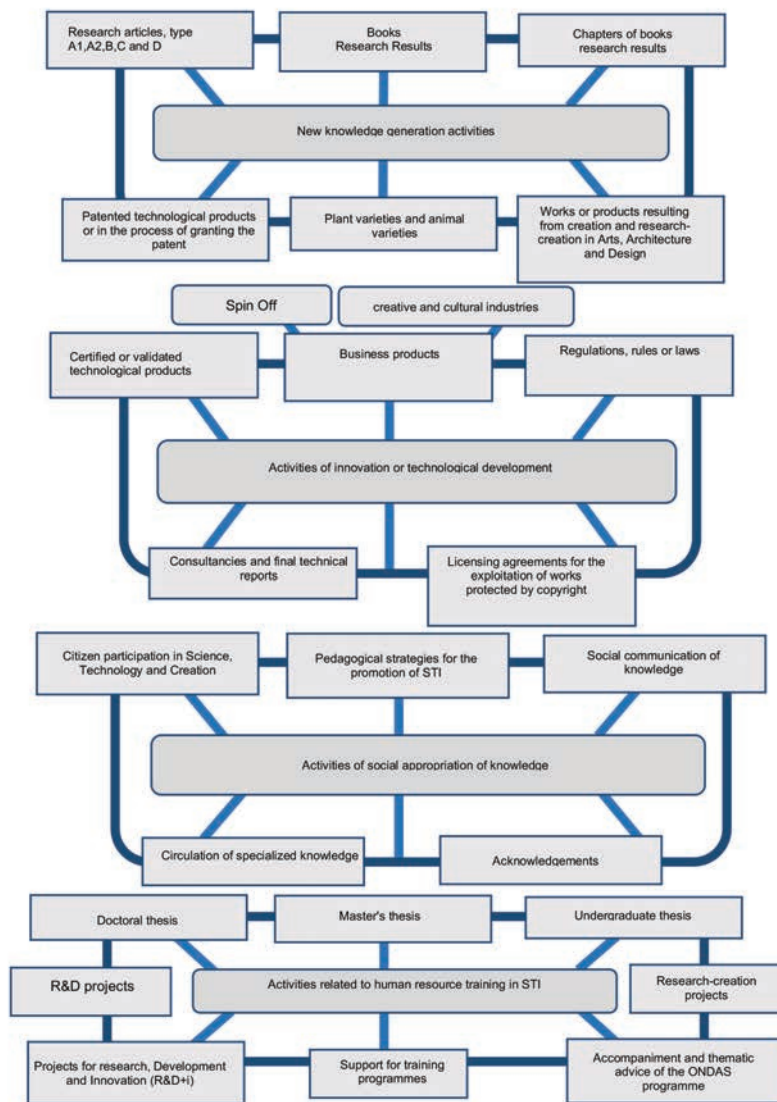 Research articles, type
A1,A2,B,C and D
Books
Research Results
Chapters of books
research results
New knowledge generation activities
Patented technological products
or in the process of granting the
patent
Plant varieties and animal
varieties
Works or products resulting
from creation and research-
creation in Arts, Architecture
and Design
Spin Off
creative and cultural industries
Certified or validated
technological products
Business products
Regulations, rules or laws
Activities of innovation or technological development
Consultancies and final technical
reports
Licensing agreements for the
exploitation of works
protected by copyright
Citizen participation in Science,
Technology and Creation
Pedagogical strategies for the
promotion of STI
Social communication of
knowledge
Activities of social appropriation of knowledge
Circulation of specialized knowledge
Acknowledgements
Doctoral thesis
Master's thesis
Undergraduate thesis
R&D projects
Activities related to human resource training in STI
Research-creation
projects
Projects for research, Development
and Innovation (R&D+i)
Support for training
programmes
Accompaniment and thematic
advice of the ONDAS
programme